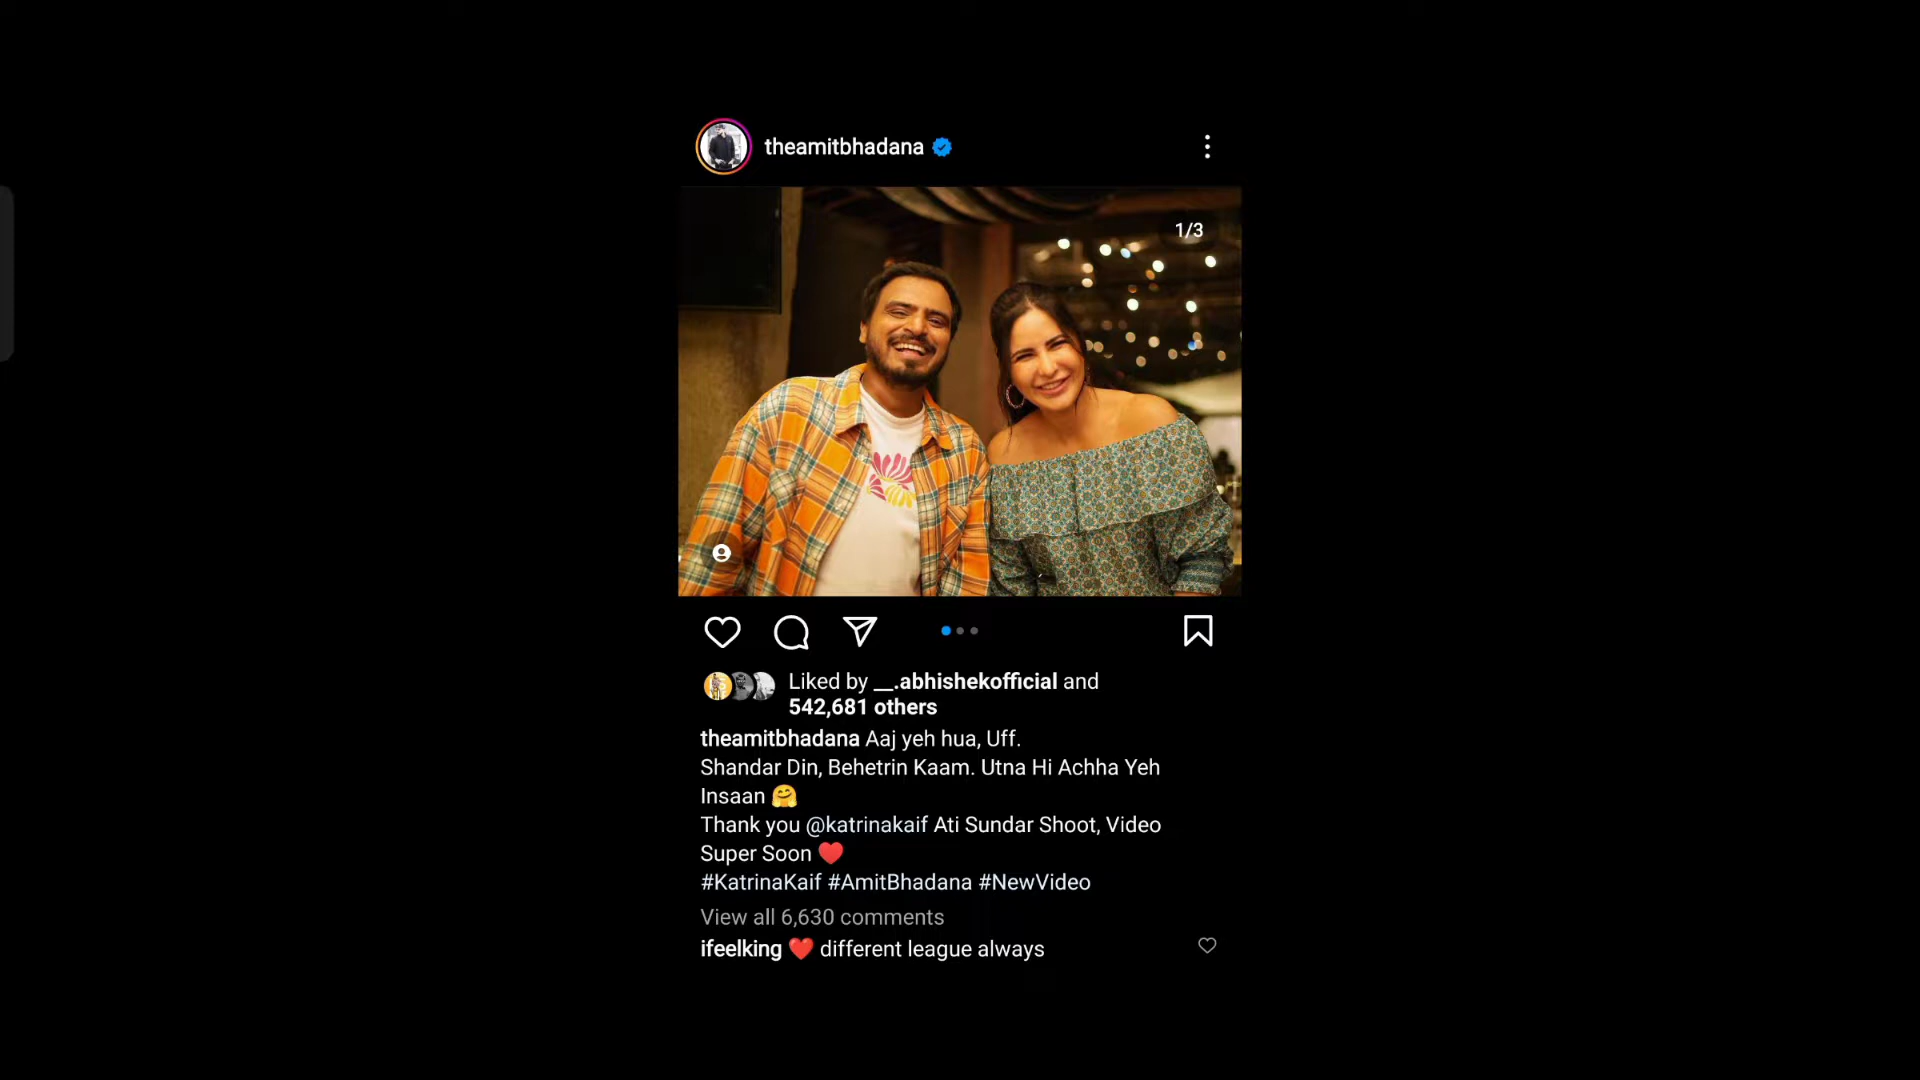 theamitbhadana
1/3
Liked by __.abhishekofficial and
542,681 others
theamitbhadana Aaj yeh hua, Uff.
Shandar Din, Behetrin Kaam. Utna Hi Achha Yeh
Insaan 🤗
Thank you @katrinakaif Ati Sundar Shoot, Video
Super Soon ❤️
#KatrinaKaif #AmitBhadana #NewVideo
View all 6,630 comments
ifeelking ❤️ different league always